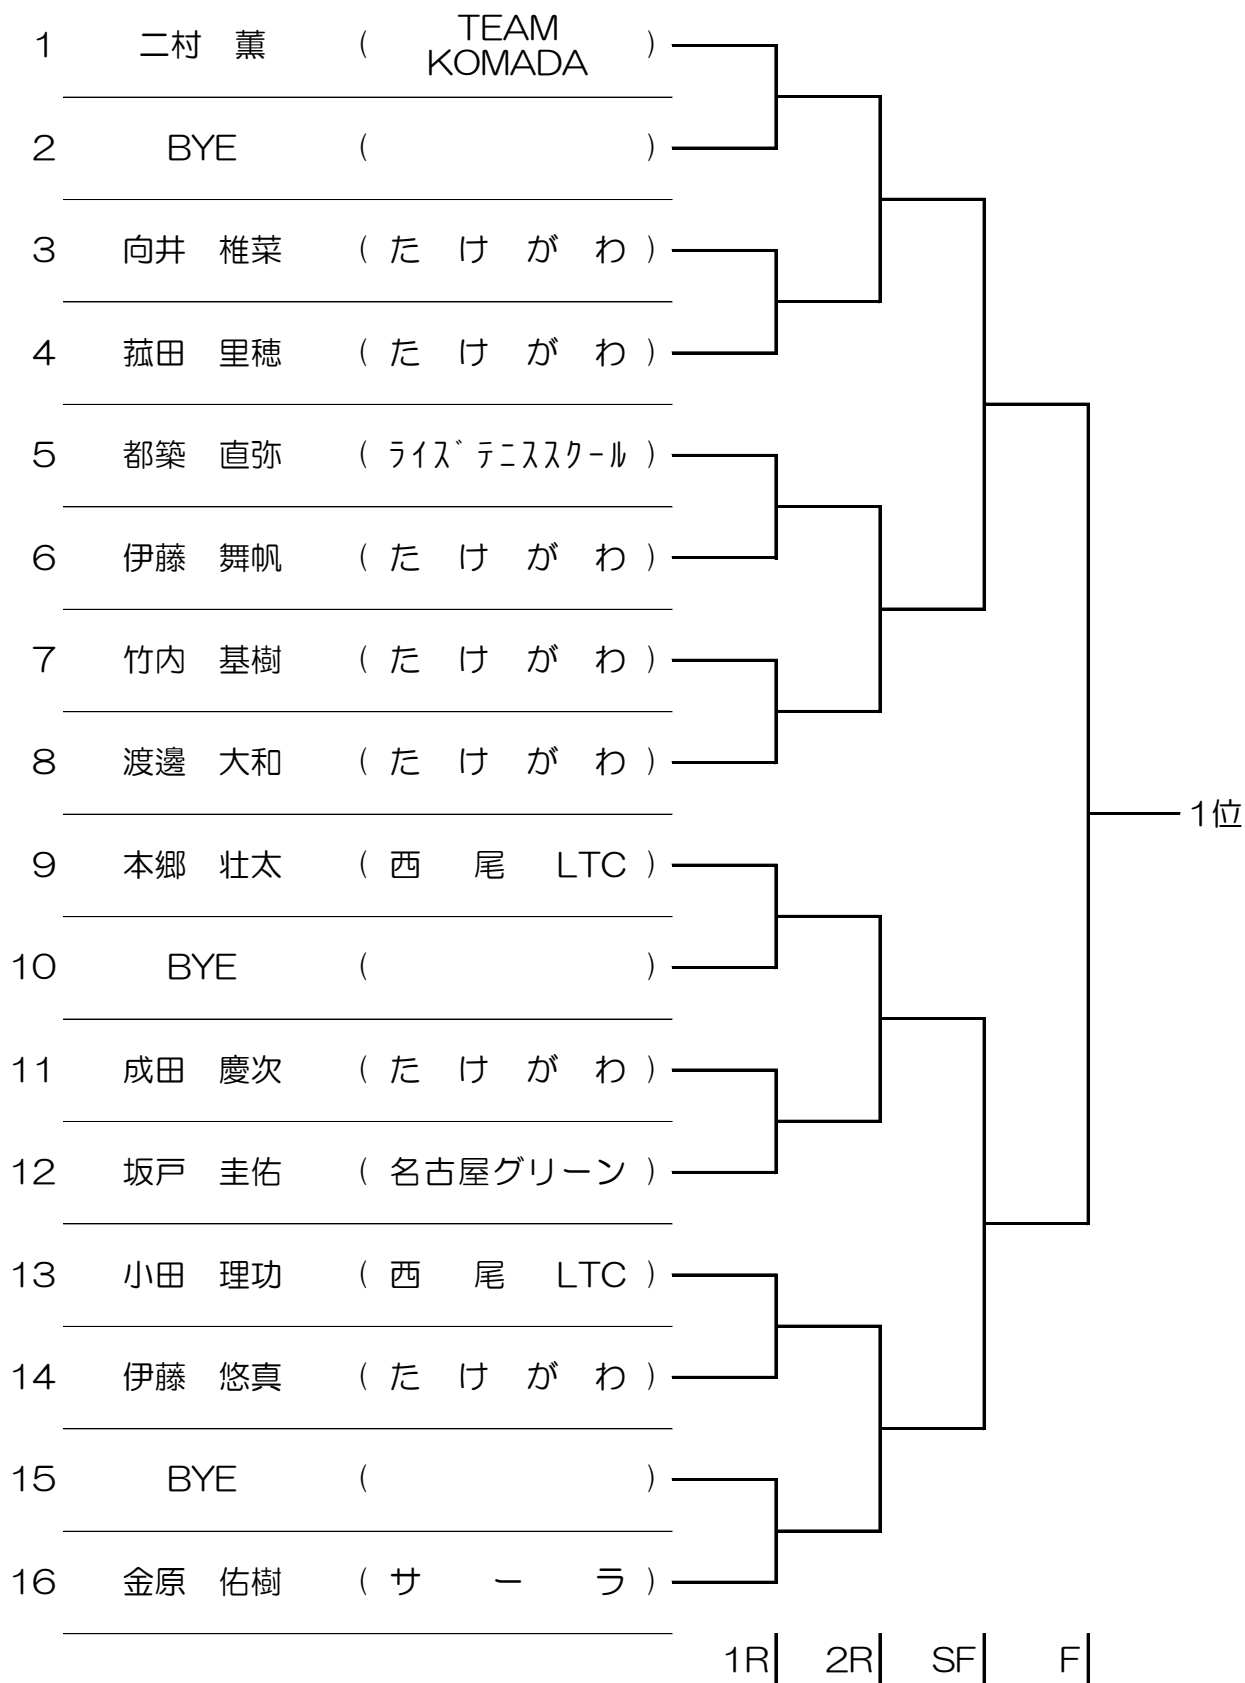 1 二村 薫 ( TEAM KOMADA )
2 BYE ( )
3 向井 椎菜 ( た け が わ )
4 菰田 里穂 ( た け が わ )
5 都築 直弥 ( ﾗｲｽﾞﾃﾆｽｽｸｰﾙ )
6 伊藤 舞帆 ( た け が わ )
7 竹内 基樹 ( た け が わ )
8 渡邊 大和 ( た け が わ )
1位
9 本郷 壮太 ( 西 尾 LTC )
10 BYE ( )
11 成田 慶次 ( た け が わ )
12 坂戸 圭佑 ( 名古屋グリーン )
13 小田 理功 ( 西 尾 LTC )
14 伊藤 悠真 ( た け が わ )
15 BYE ( )
16 金原 佑樹 ( サ ー ラ )
1R 2R SF F